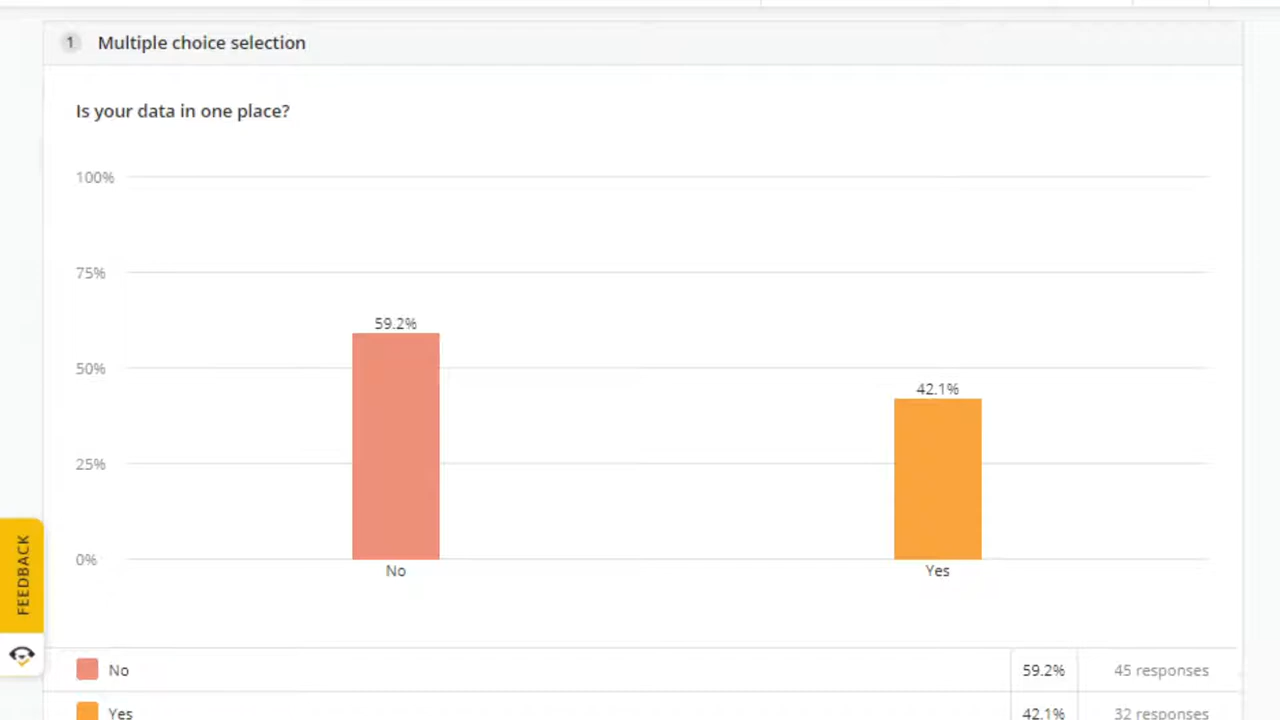 1 Multiple choice selection
Is your data in one place?
100%
75%
59.2%
50%
42.1%
25%
0%
No
Yes
FEEDBACK
No 59.2% 45 responses
Yes 42.1% 32 responses